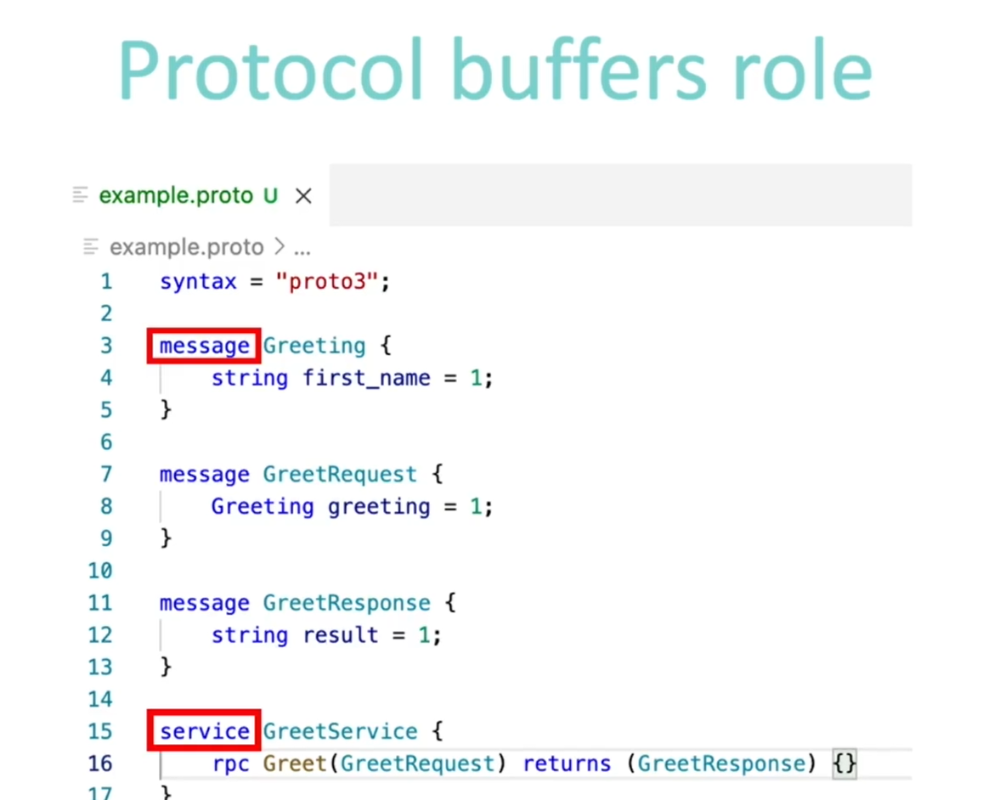 Protocol buffers role
example.proto U ×
example.proto > ...
1 syntax = "proto3";
2
3 message Greeting {
4 string first_name = 1;
5 }
6
7 message GreetRequest {
8 Greeting greeting = 1;
9 }
10
11 message GreetResponse {
12 string result = 1;
13 }
14
15 service GreetService {
16 rpc Greet(GreetRequest) returns (GreetResponse) {}
17 }